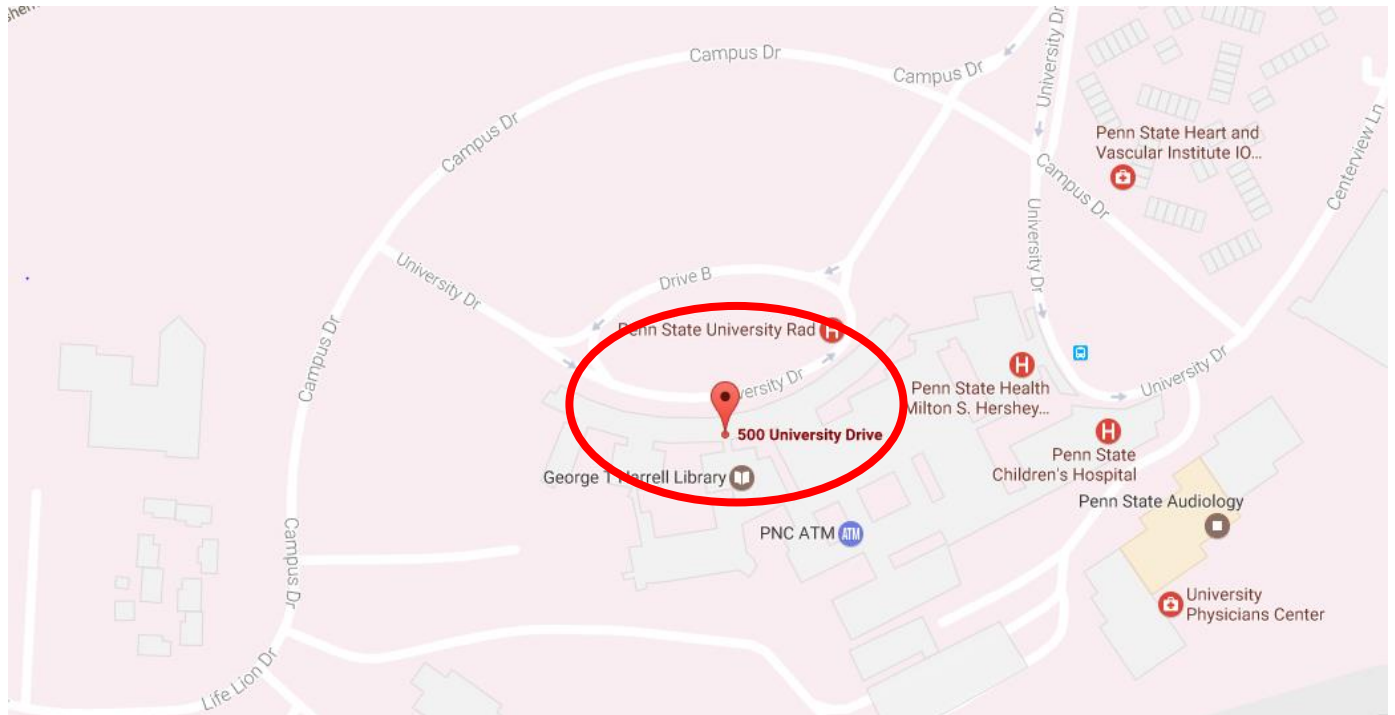 Campus Dr
Campus Dr
University Dr
University Dr
Campus Dr
Penn State Heart and
Vascular Institute IO...
Centerview Ln
Campus Dr
University Dr
University Dr
Drive B
Campus Dr
Penn State University Rad
H
H
Penn State Health
Milton S. Hershey...
University Dr
versity Dr
500 University Drive
H
Penn State
Children's Hospital
George T Harrell Library
Penn State Audiology
PNC ATM
ATM
Campus Dr
University
Physicians Center
Life Lion Dr